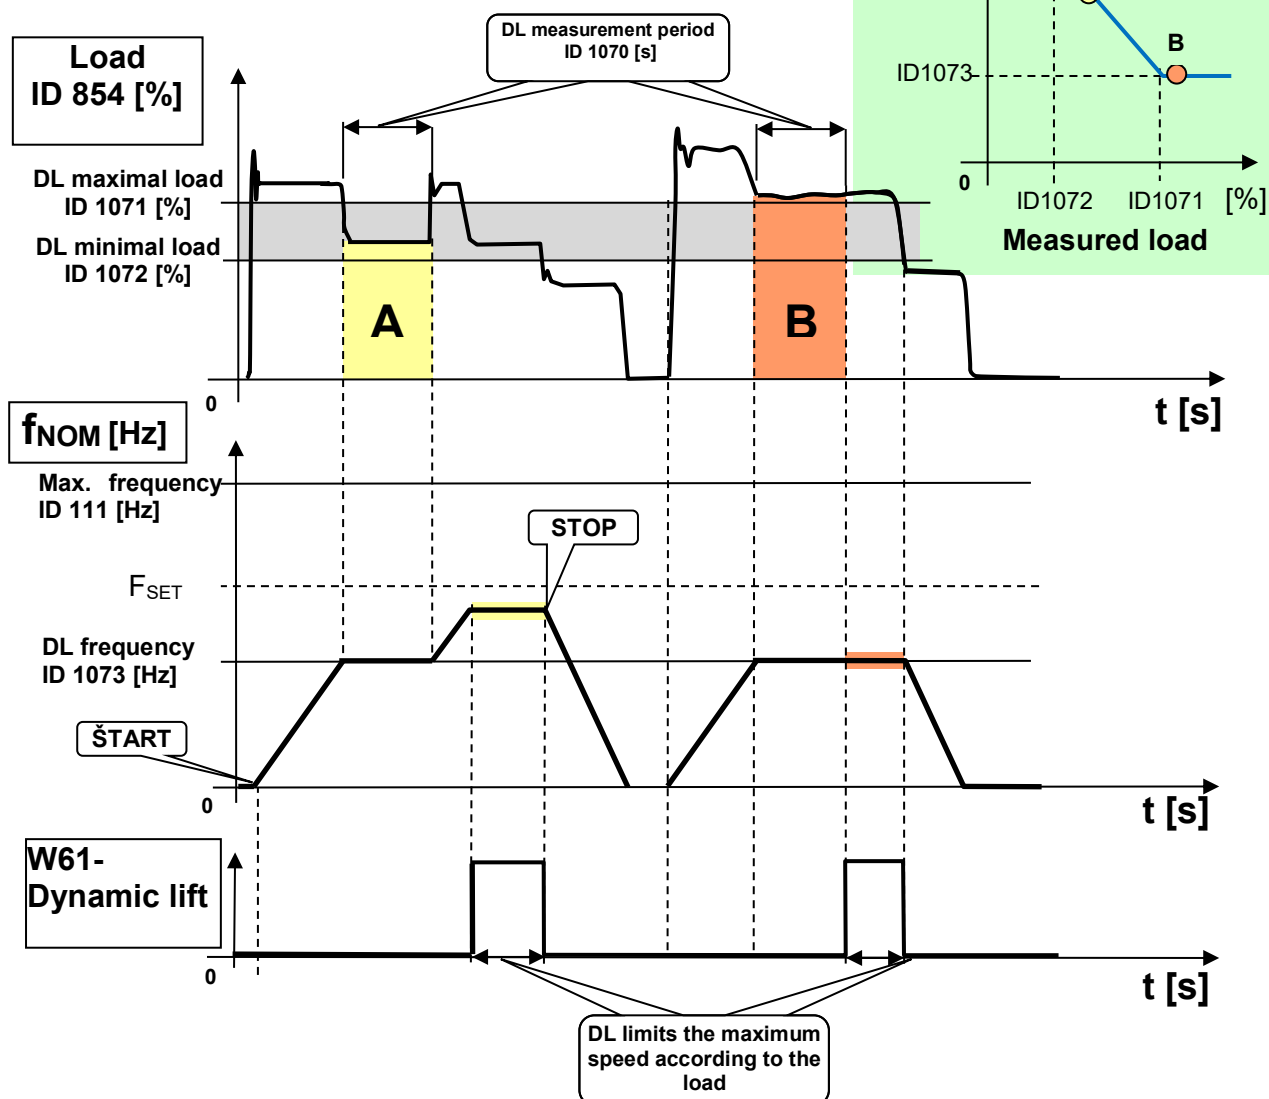 DL measurement period
ID 1070 [s]
Load
ID 854 [%]
B
ID1073
0
ID1072
ID1071
[%]
Measured load
DL maximal load
ID 1071 [%]
DL minimal load
ID 1072 [%]
A
B
0
t [s]
fNOM [Hz]
Max. frequency
ID 111 [Hz]
STOP
FSET
DL frequency
ID 1073 [Hz]
ŠTART
0
t [s]
W61-
Dynamic lift
0
t [s]
DL limits the maximum
speed according to the
load